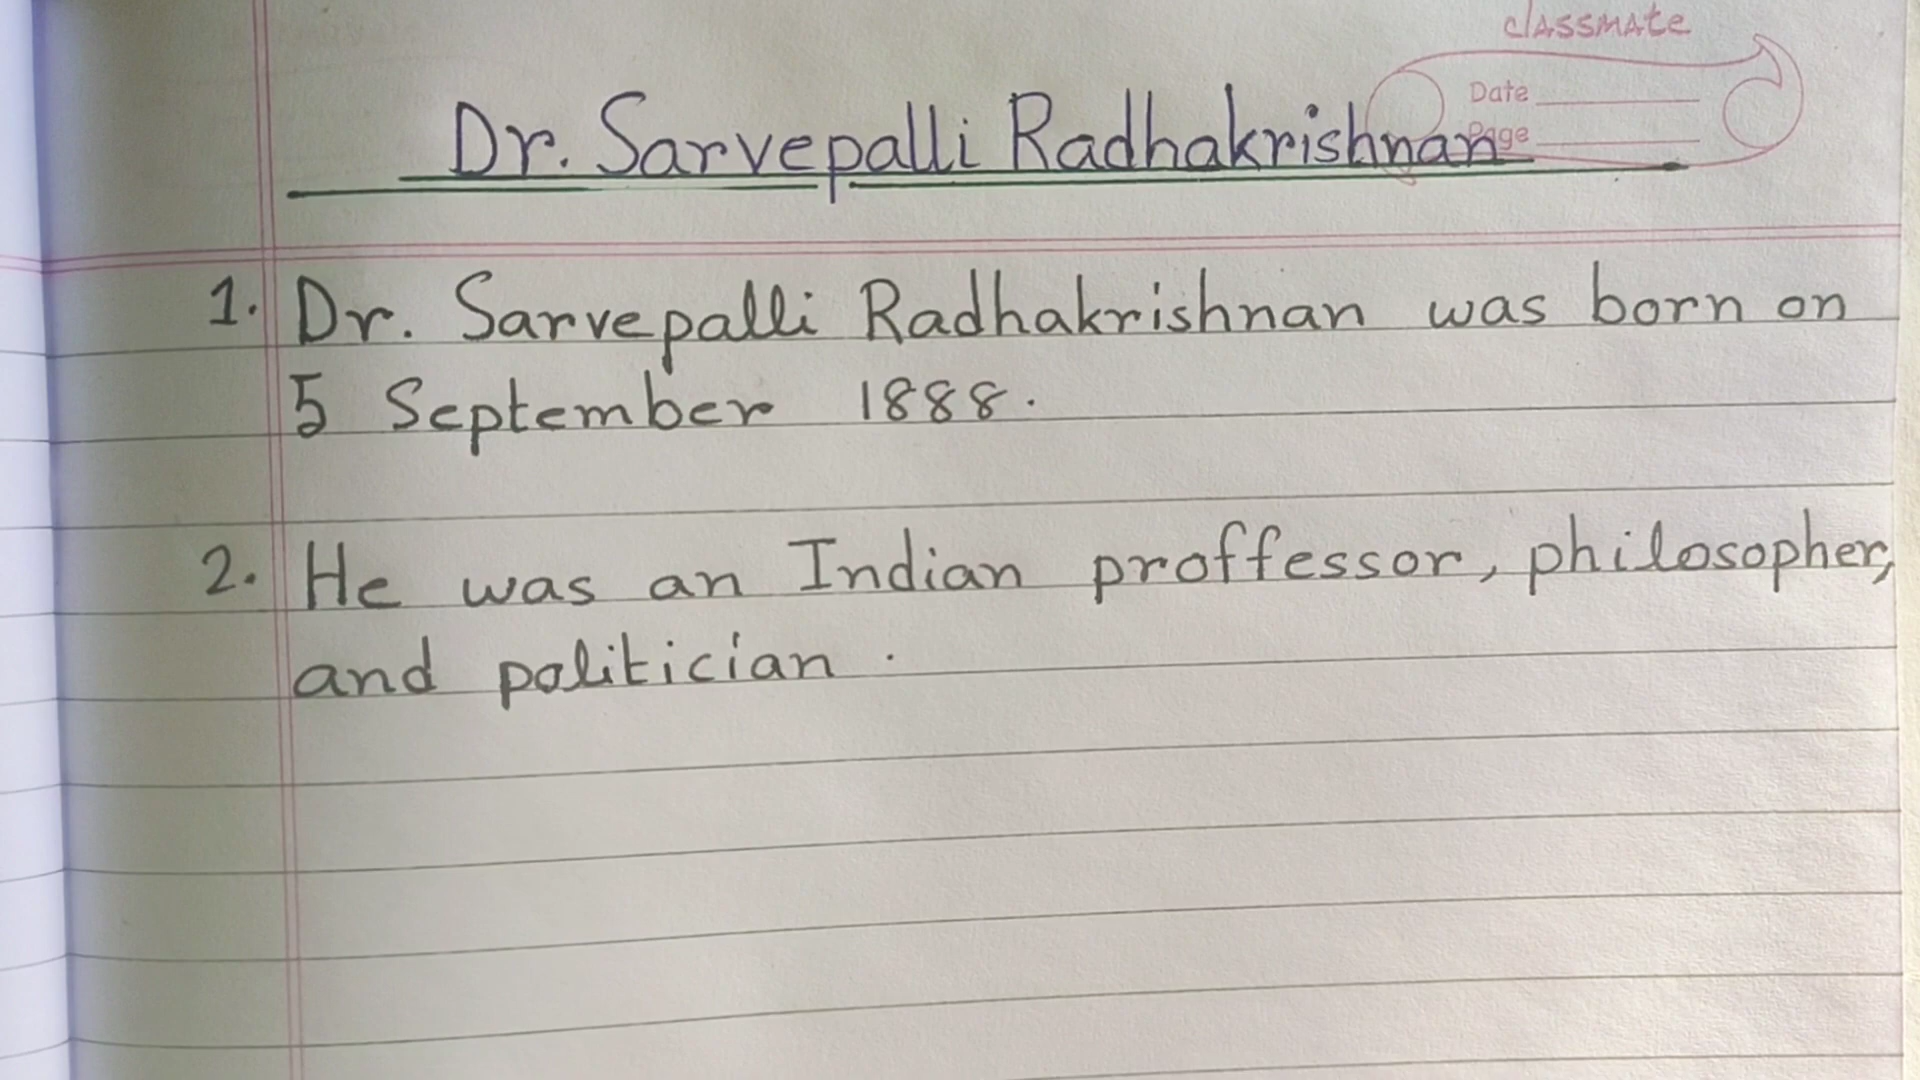 classmate
Date
Page
Dr. Sarvepalli Radhakrishnan
1. Dr. Sarvepalli Radhakrishnan was born on
5 September 1888.
2. He was an Indian proffessor, philosopher,
and politician.